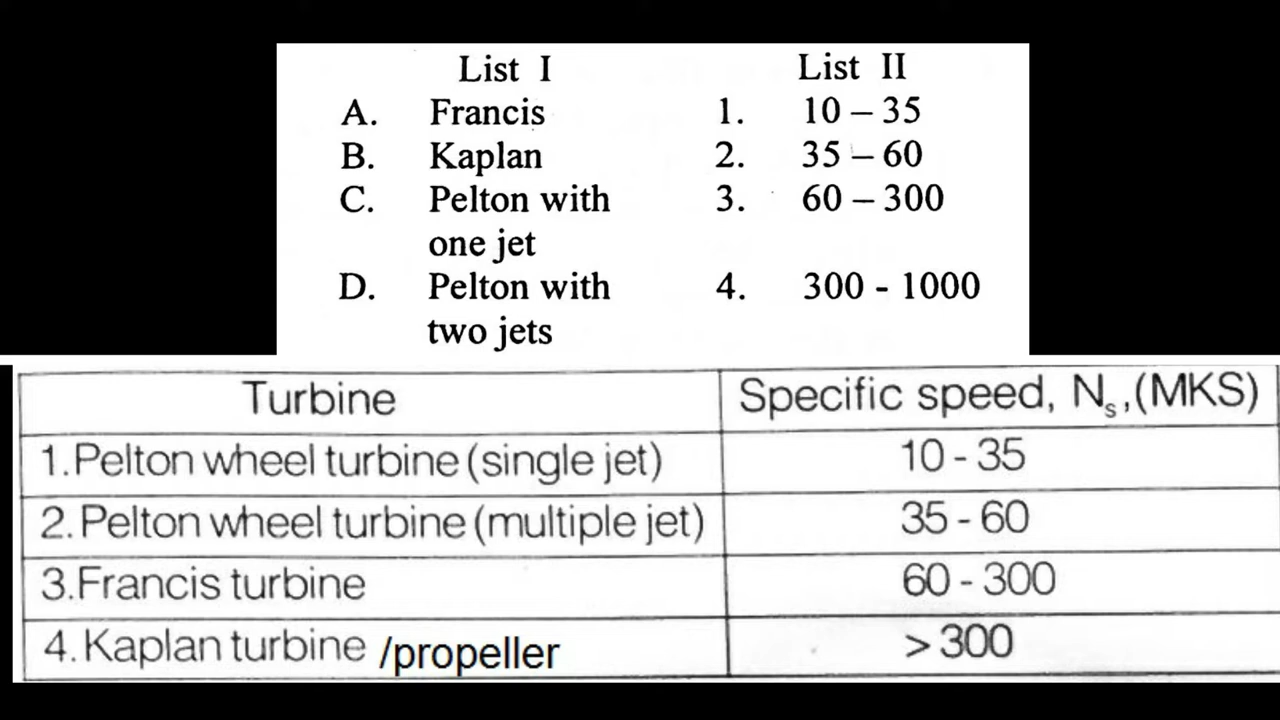 List I List II
A. Francis 1. 10 – 35
B. Kaplan 2. 35 – 60
C. Pelton with 3. 60 – 300
one jet
D. Pelton with 4. 300 - 1000
two jets
Turbine Specific speed, Ns,(MKS)
1.Pelton wheel turbine (single jet) 10 - 35
2. Pelton wheel turbine (multiple jet) 35 - 60
3.Francis turbine 60 - 300
4. Kaplan turbine /propeller > 300